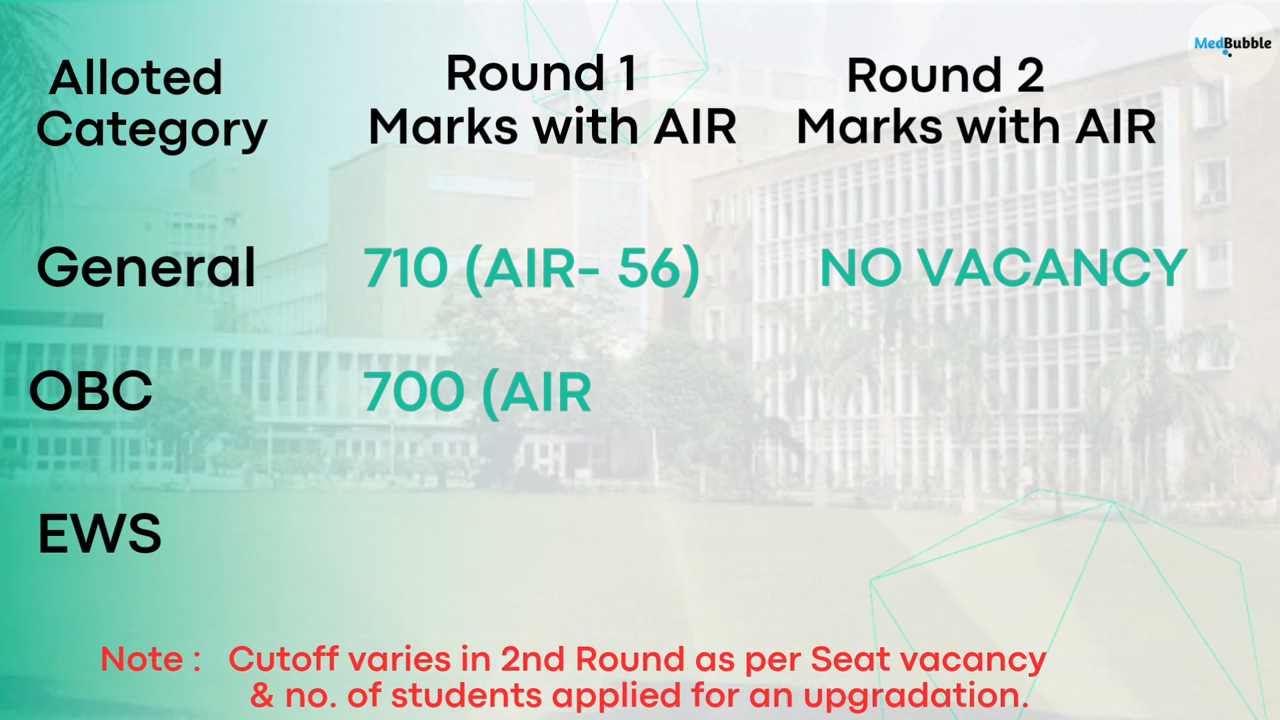 MedBubble
Alloted Category
Round 1
Marks with AIR
Round 2
Marks with AIR
General 710 (AIR- 56) NO VACANCY
OBC 700 (AIR
EWS
Note : Cutoff varies in 2nd Round as per Seat vacancy
& no. of students applied for an upgradation.